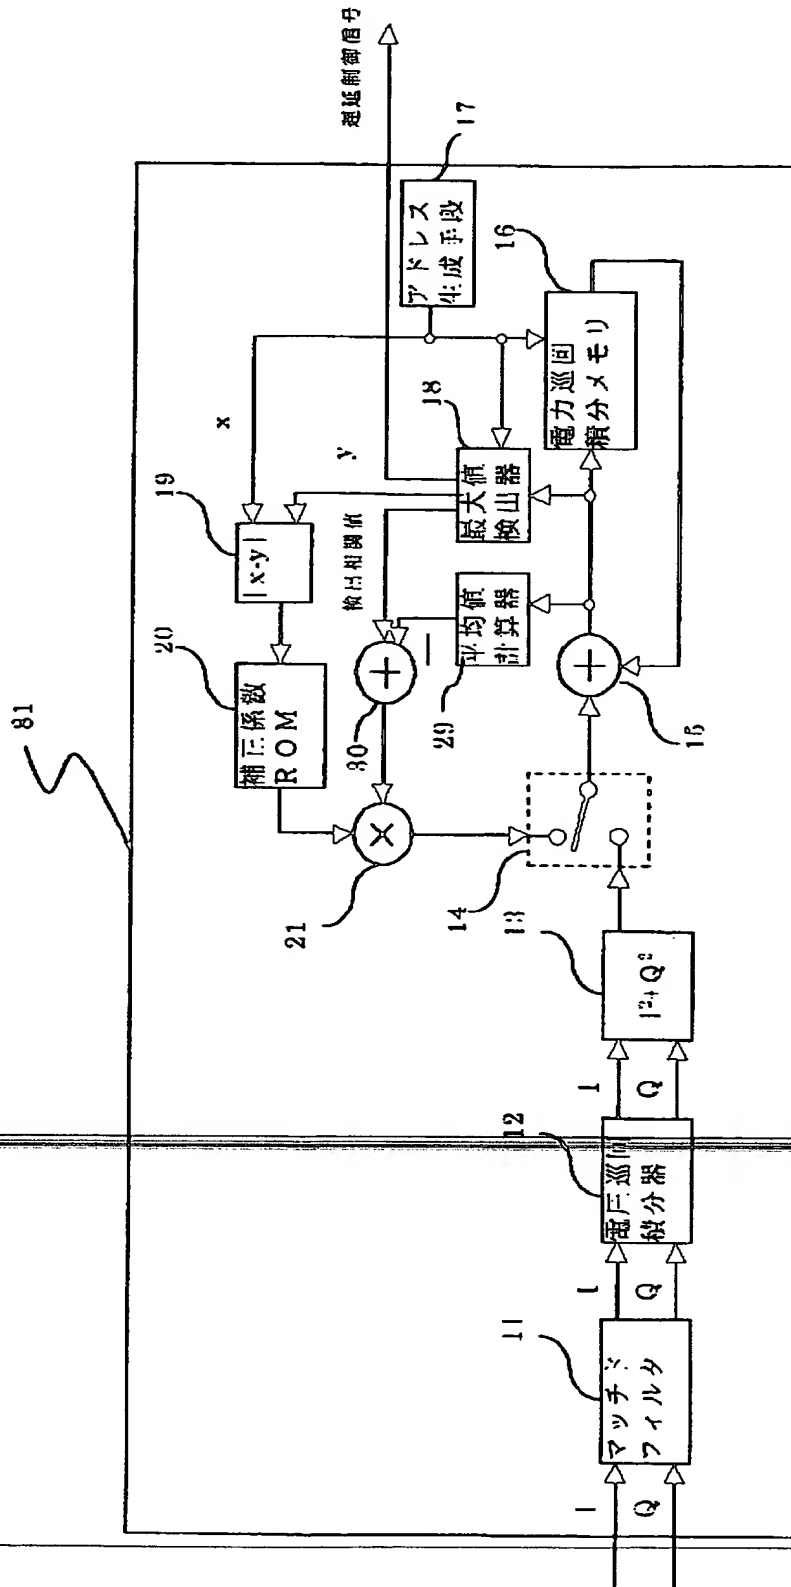 81
遅延制御信号
17
アドレス
生成手段
x
19
|x-y|
y
18
最大値
検出器
16
電力巡回
積分メモリ
20
補正係数
ROM
検出相関値
+
30
−
29
平均値
計算器
×
21
+
15
14
13
I²+Q²
I
Q
12
電圧巡回
積分器
I
Q
11
マッチド
フィルタ
I
Q